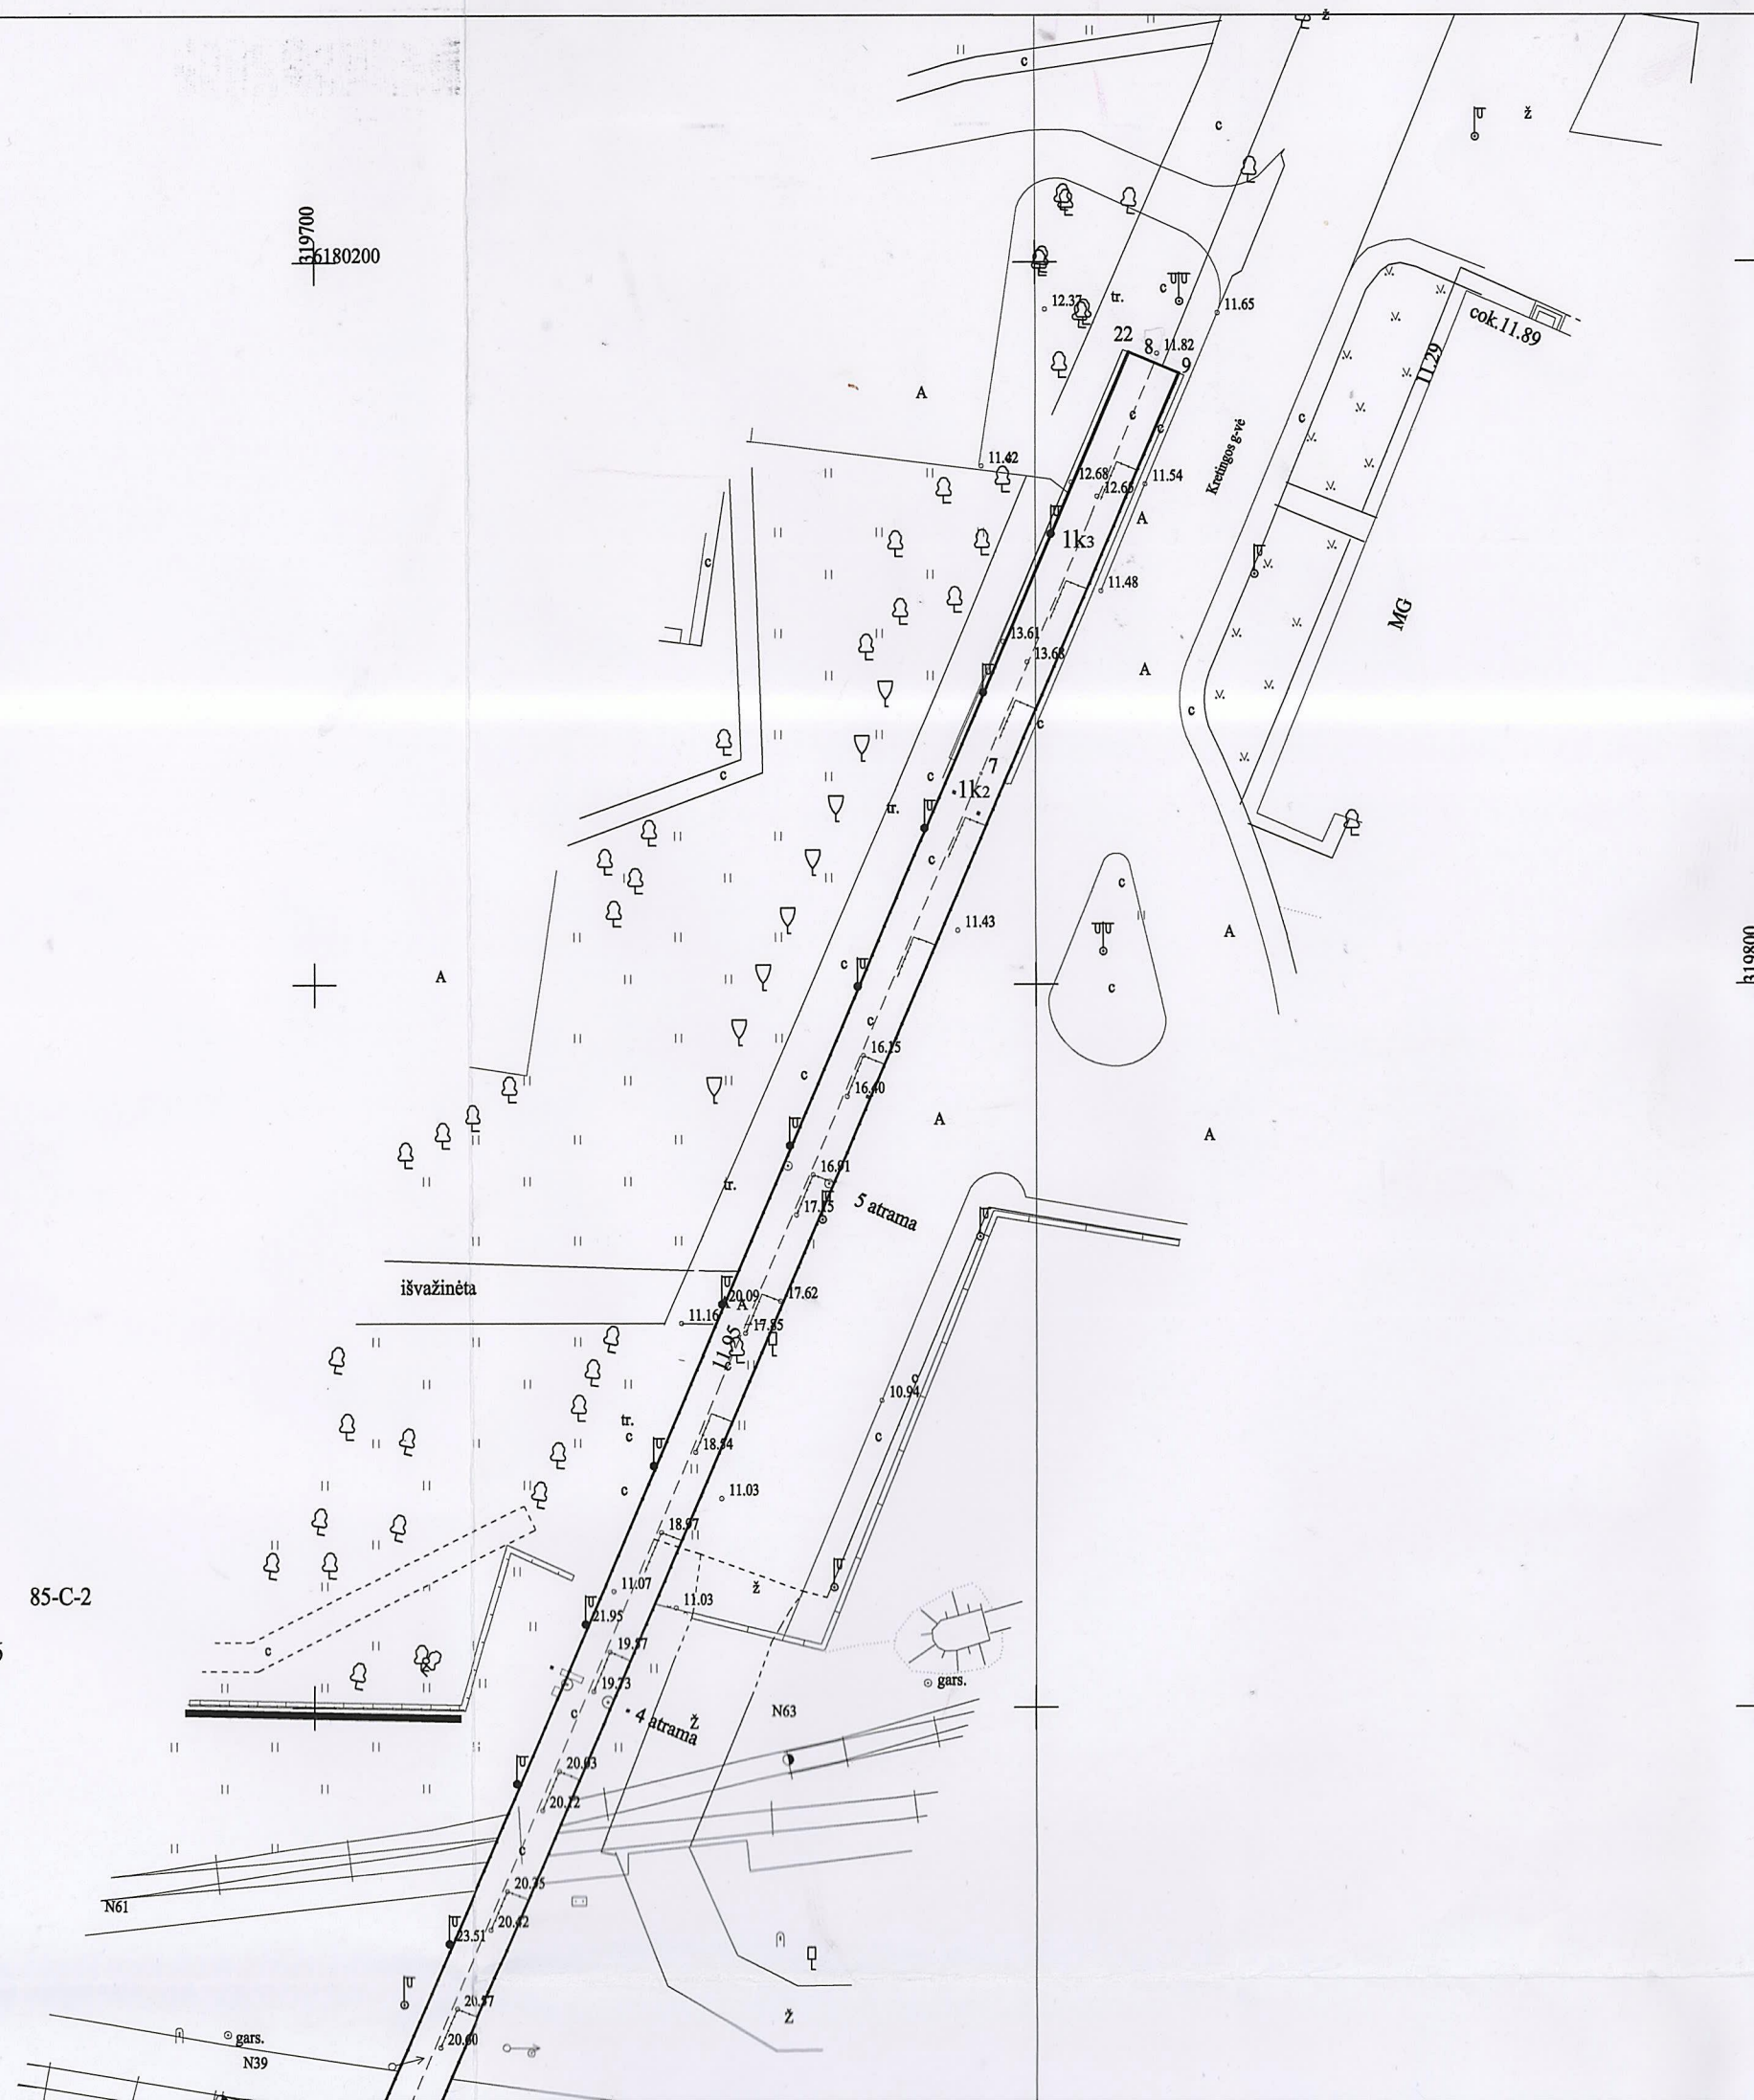 ž
c
c
ž
319700
6180200
tr.
c
12.37
11.65
22
8
11.82
9
cok.11.89
11.29
A
c
c
c
Kretingos g-vė
11.42
12.68
12.65
11.54
A
1k3
c
11.48
MG
13.61
13.68
A
c
c
c
c
7
1k2
tr.
c
c
11.43
A
319800
A
c
c
c
16.15
c
16.40
A
A
16.91
tr.
17.15
5 atrama
išvažinėta
20.09
A
17.62
11.16
17.85
11.95
c
c
10.94
tr.
c
c
18.54
c
11.03
18.97
ž
11.07
11.03
85-C-2
21.95
c
19.57
19.73
gars.
c
4 atrama
Ž
N63
20.03
20.12
c
20.35
N61
20.42
23.51
20.57
Ž
gars.
20.60
N39